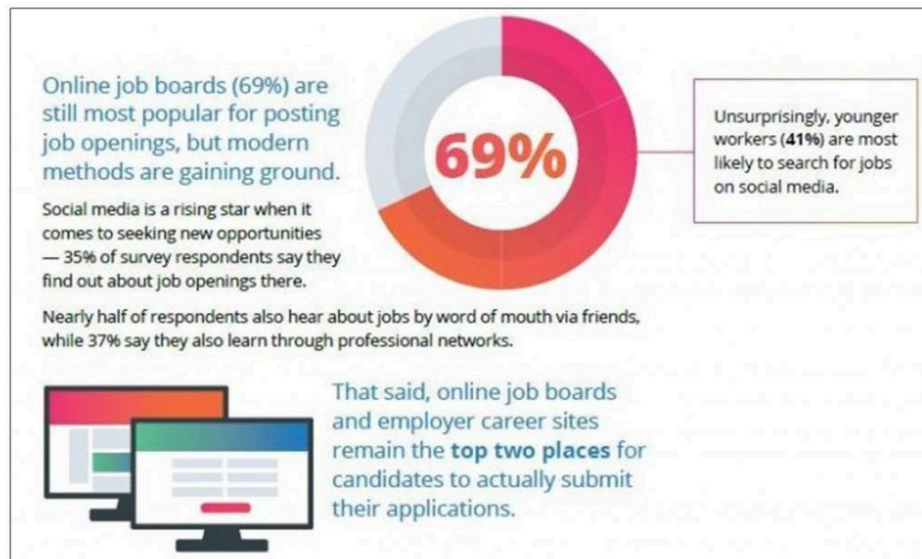 Online job boards (69%) are
still most popular for posting
job openings, but modern
methods are gaining ground.
Social media is a rising star when it
comes to seeking new opportunities
— 35% of survey respondents say they
find out about job openings there.
69%
Unsurprisingly, younger
workers (41%) are most
likely to search for jobs
on social media.
Nearly half of respondents also hear about jobs by word of mouth via friends,
while 37% say they also learn through professional networks.
That said, online job boards
and employer career sites
remain the top two places for
candidates to actually submit
their applications.